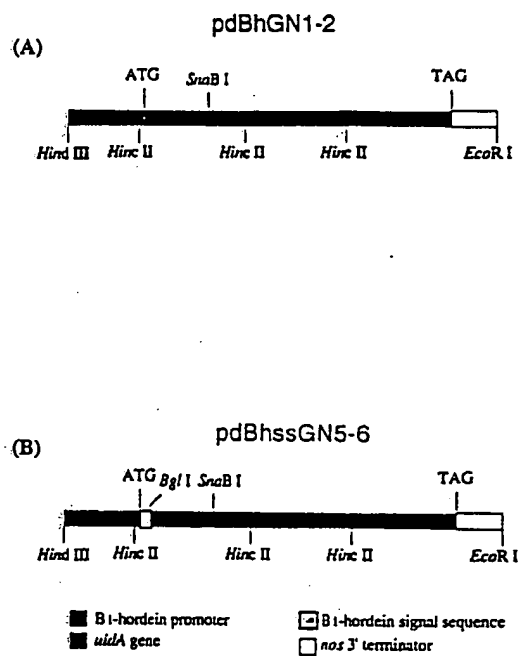 pdBhGN1-2
(A)
ATG SnaB I TAG
Hind III Hinc II Hinc II Hinc II EcoR I
pdBhssGN5-6
(B)
ATG Bgl I SnaB I TAG
Hind III Hinc II Hinc II Hinc II EcoR I
B1-hordein promoter B1-hordein signal sequence
uidA gene nos 3' terminator